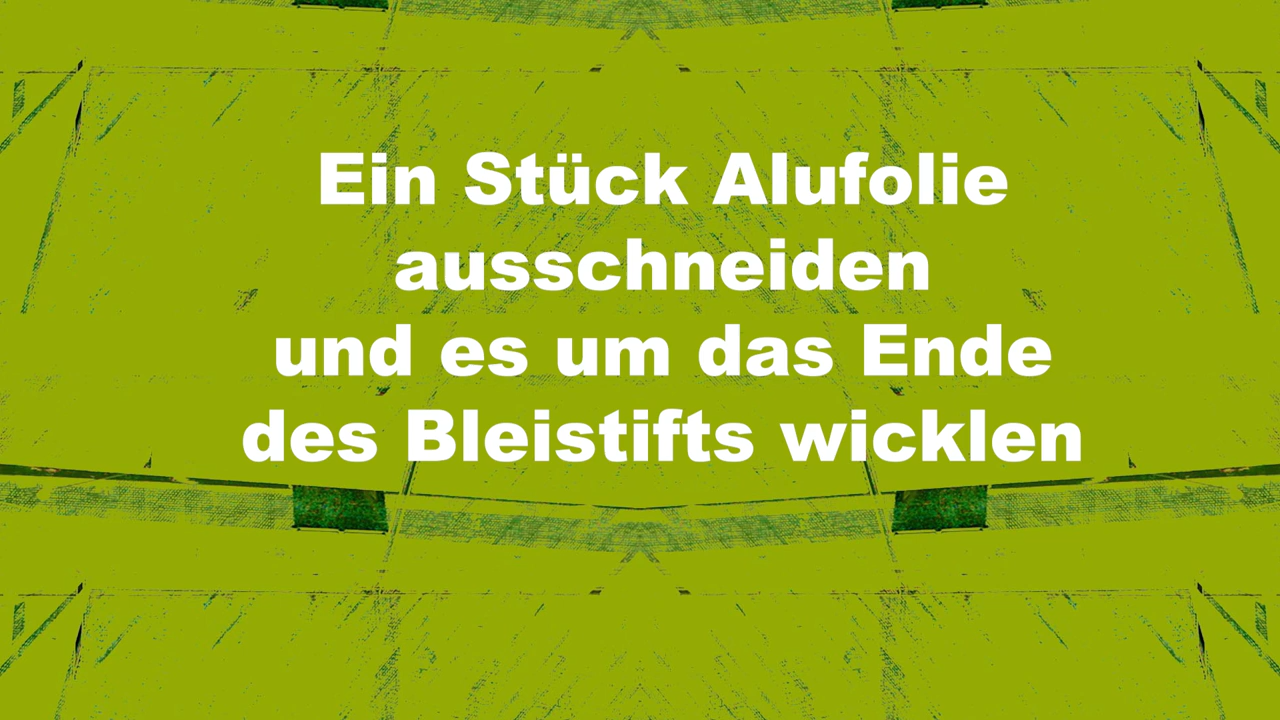 Ein Stück Alufolie
ausschneiden
und es um das Ende
des Bleistifts wicklen